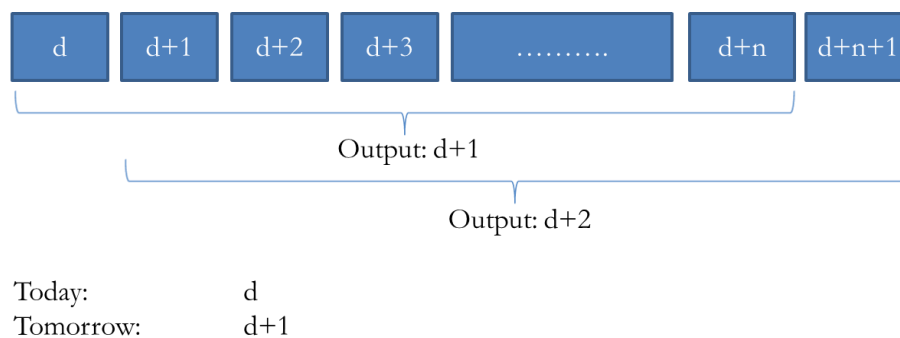 d d+1 d+2 d+3 ………. d+n d+n+1
Output: d+1
Output: d+2
Today: d
Tomorrow: d+1